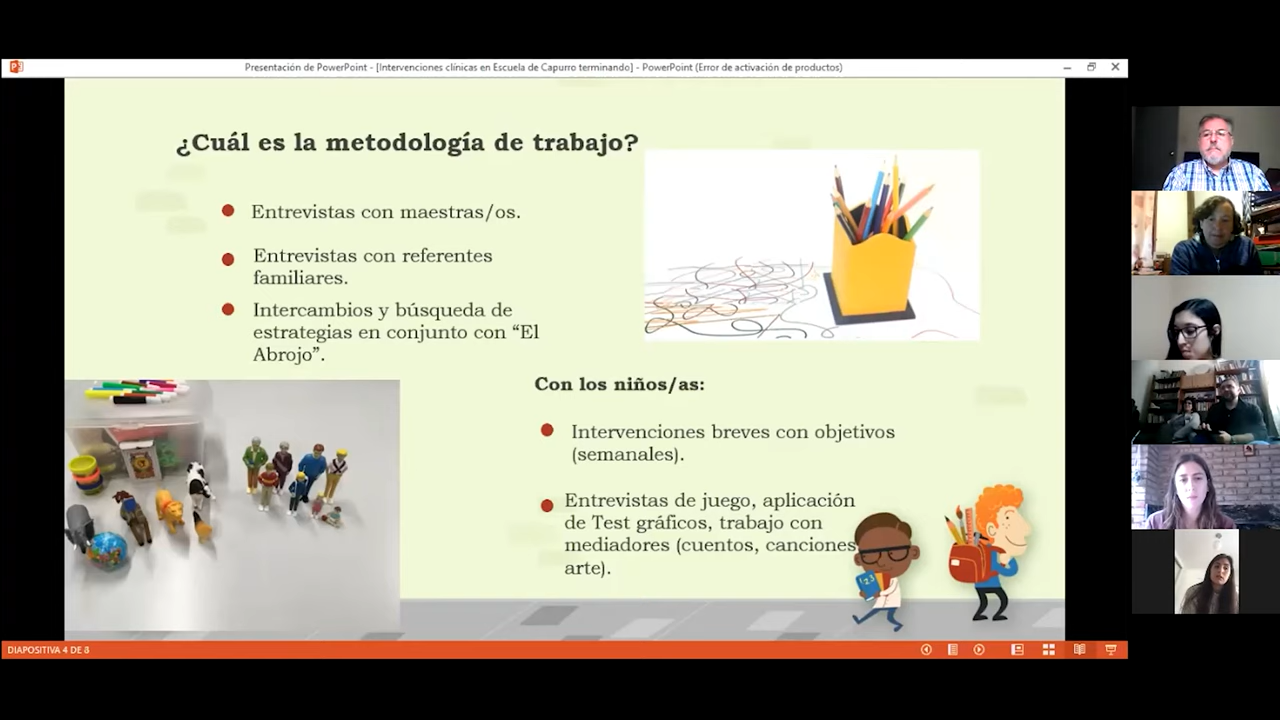 Presentación de PowerPoint - [Intervenciones clínicas en Escuela de Capurro terminando] - PowerPoint (Error de activación de productos)
¿Cuál es la metodología de trabajo?
Entrevistas con maestras/os.
Entrevistas con referentes
familiares.
Intercambios y búsqueda de
estrategias en conjunto con “El
Abrojo”.
Con los niños/as:
Intervenciones breves con objetivos
(semanales).
Entrevistas de juego, aplicación
de Test gráficos, trabajo con
mediadores (cuentos, canciones,
arte).
DIAPOSITIVA 4 DE 8